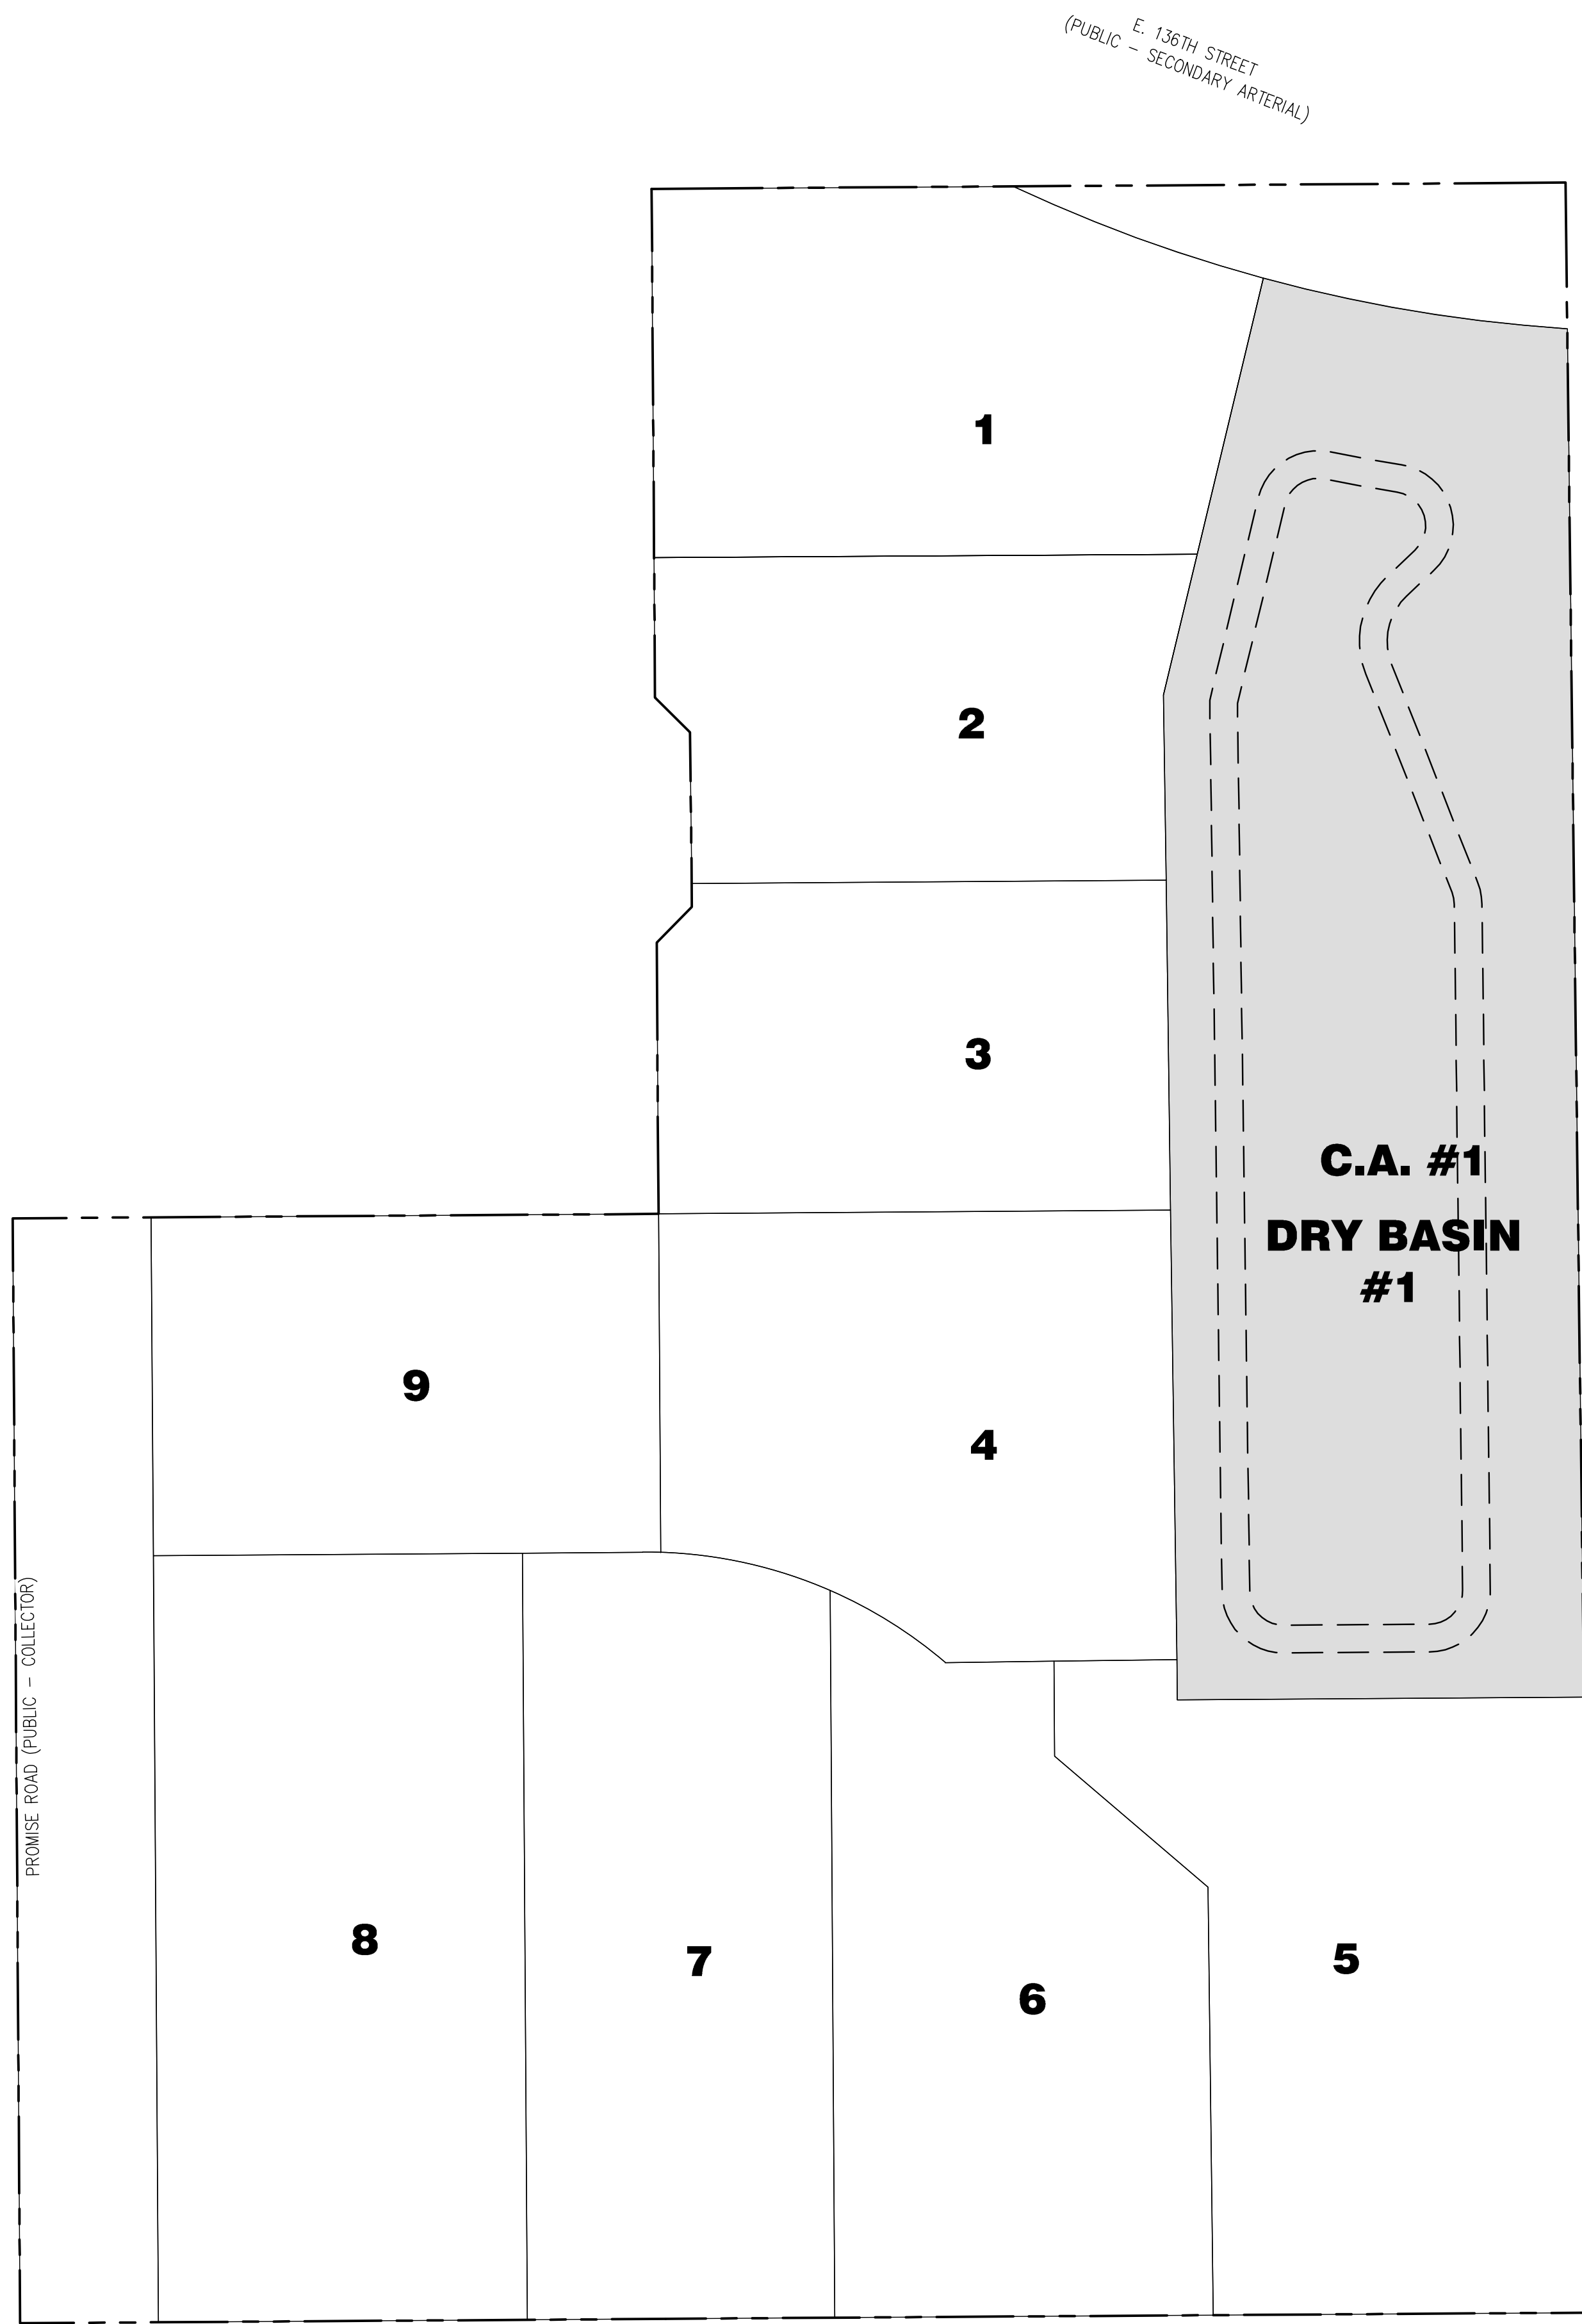 E. 136TH STREET
(PUBLIC - SECONDARY ARTERIAL)
1
2
3
C.A. #1
DRY BASIN
#1
9
4
PROMISE ROAD (PUBLIC - COLLECTOR)
8
7
6
5